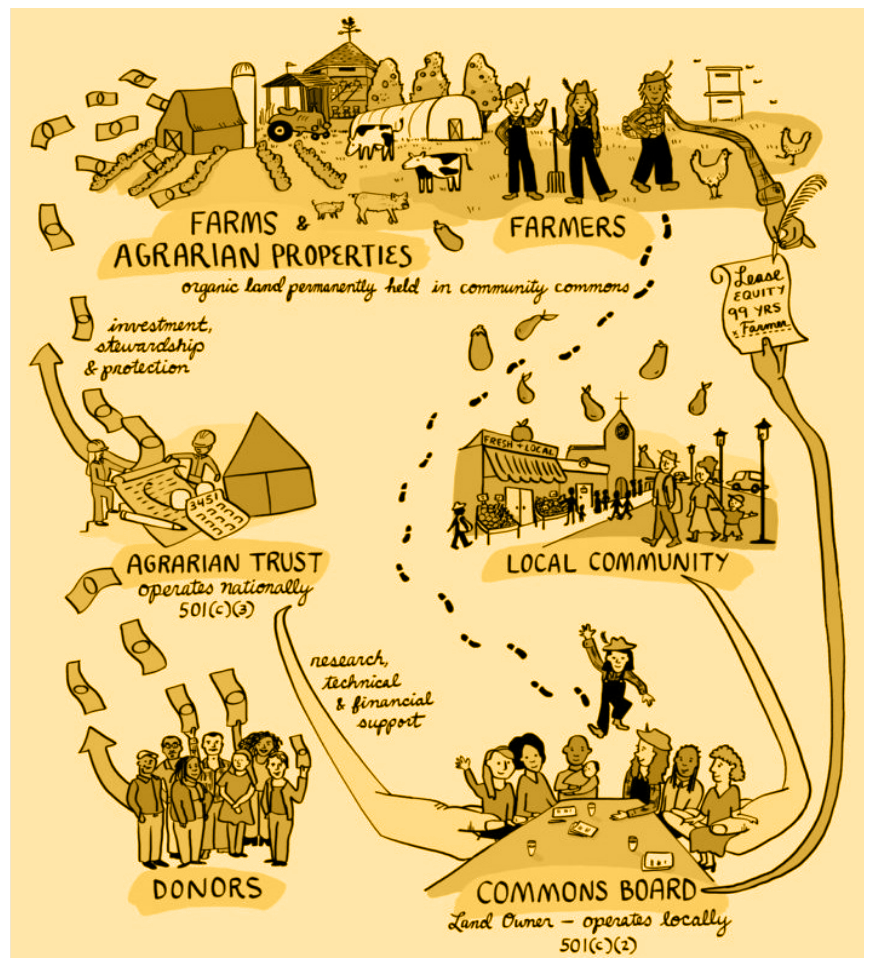 FARMS &
AGRARIAN PROPERTIES
FARMERS
organic land permanently held in community commons
Lease
EQUITY
99 YRS
x Farmer
investment,
stewardship
& protection
FRESH + LOCAL
3451
AGRARIAN TRUST
operates nationally
501(c)(3)
LOCAL COMMUNITY
research,
technical
& financial
support
DONORS
COMMONS BOARD
Land Owner – operates locally
501(c)(2)